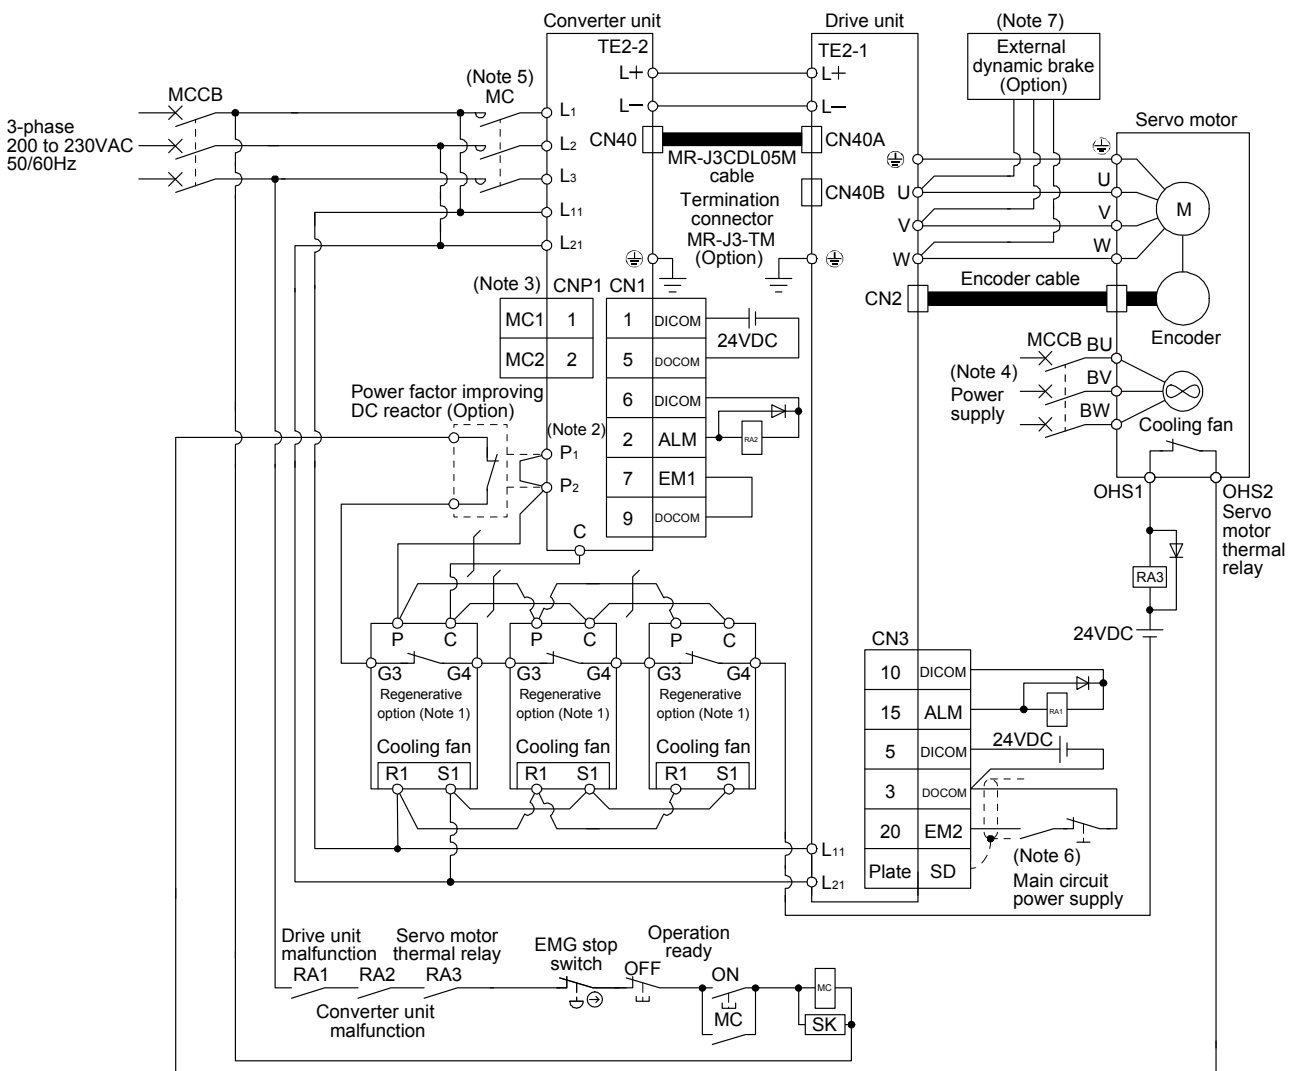 Converter unit
Drive unit
(Note 7)
External
dynamic brake
(Option)
TE2-2
TE2-1
L+
L+
L−
L−
(Note 5)
MC
MCCB
3-phase
200 to 230VAC
50/60Hz
L1
L2
L3
L11
L21
CN40
CN40A
MR-J3CDL05M
cable
CN40B
Termination
connector
MR-J3-TM
(Option)
Servo motor
U
V
W
U
V
W
M
CN2
Encoder cable
Encoder
(Note 3)
CNP1
CN1
MC1
1
MC2
2
1
DICOM
5
DOCOM
6
DICOM
2
ALM
7
EM1
9
DOCOM
24VDC
RA2
(Note 4)
Power
supply
MCCB
BU
BV
BW
Cooling fan
Power factor improving
DC reactor (Option)
(Note 2)
P1
P2
C
OHS1
OHS2
Servo
motor
thermal
relay
RA3
24VDC
P
C
P
C
P
C
G3
G4
G3
G4
G3
G4
Regenerative
option (Note 1)
Regenerative
option (Note 1)
Regenerative
option (Note 1)
Cooling fan
Cooling fan
Cooling fan
R1
S1
R1
S1
R1
S1
CN3
10
DICOM
15
ALM
5
DICOM
3
DOCOM
20
EM2
Plate
SD
RA1
24VDC
(Note 6)
Main circuit
power supply
L11
L21
Drive unit
malfunction
RA1
RA2
Converter unit
malfunction
Servo motor
thermal relay
RA3
EMG stop
switch
OFF
Operation
ready
ON
MC
MC
SK